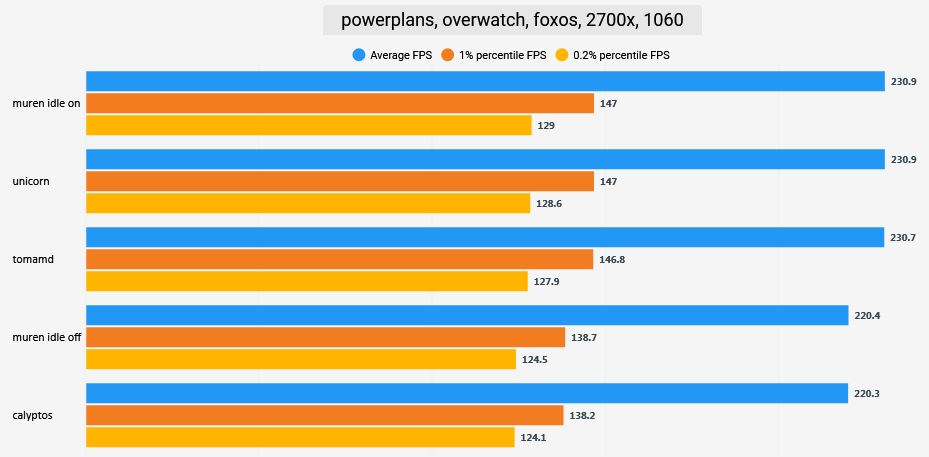 powerplans, overwatch, foxos, 2700x, 1060
Average FPS 1% percentile FPS 0.2% percentile FPS
230.9
muren idle on 147
129
230.9
unicorn 147
128.6
230.7
tomamd 146.8
127.9
220.4
muren idle off 138.7
124.5
220.3
calyptos 138.2
124.1